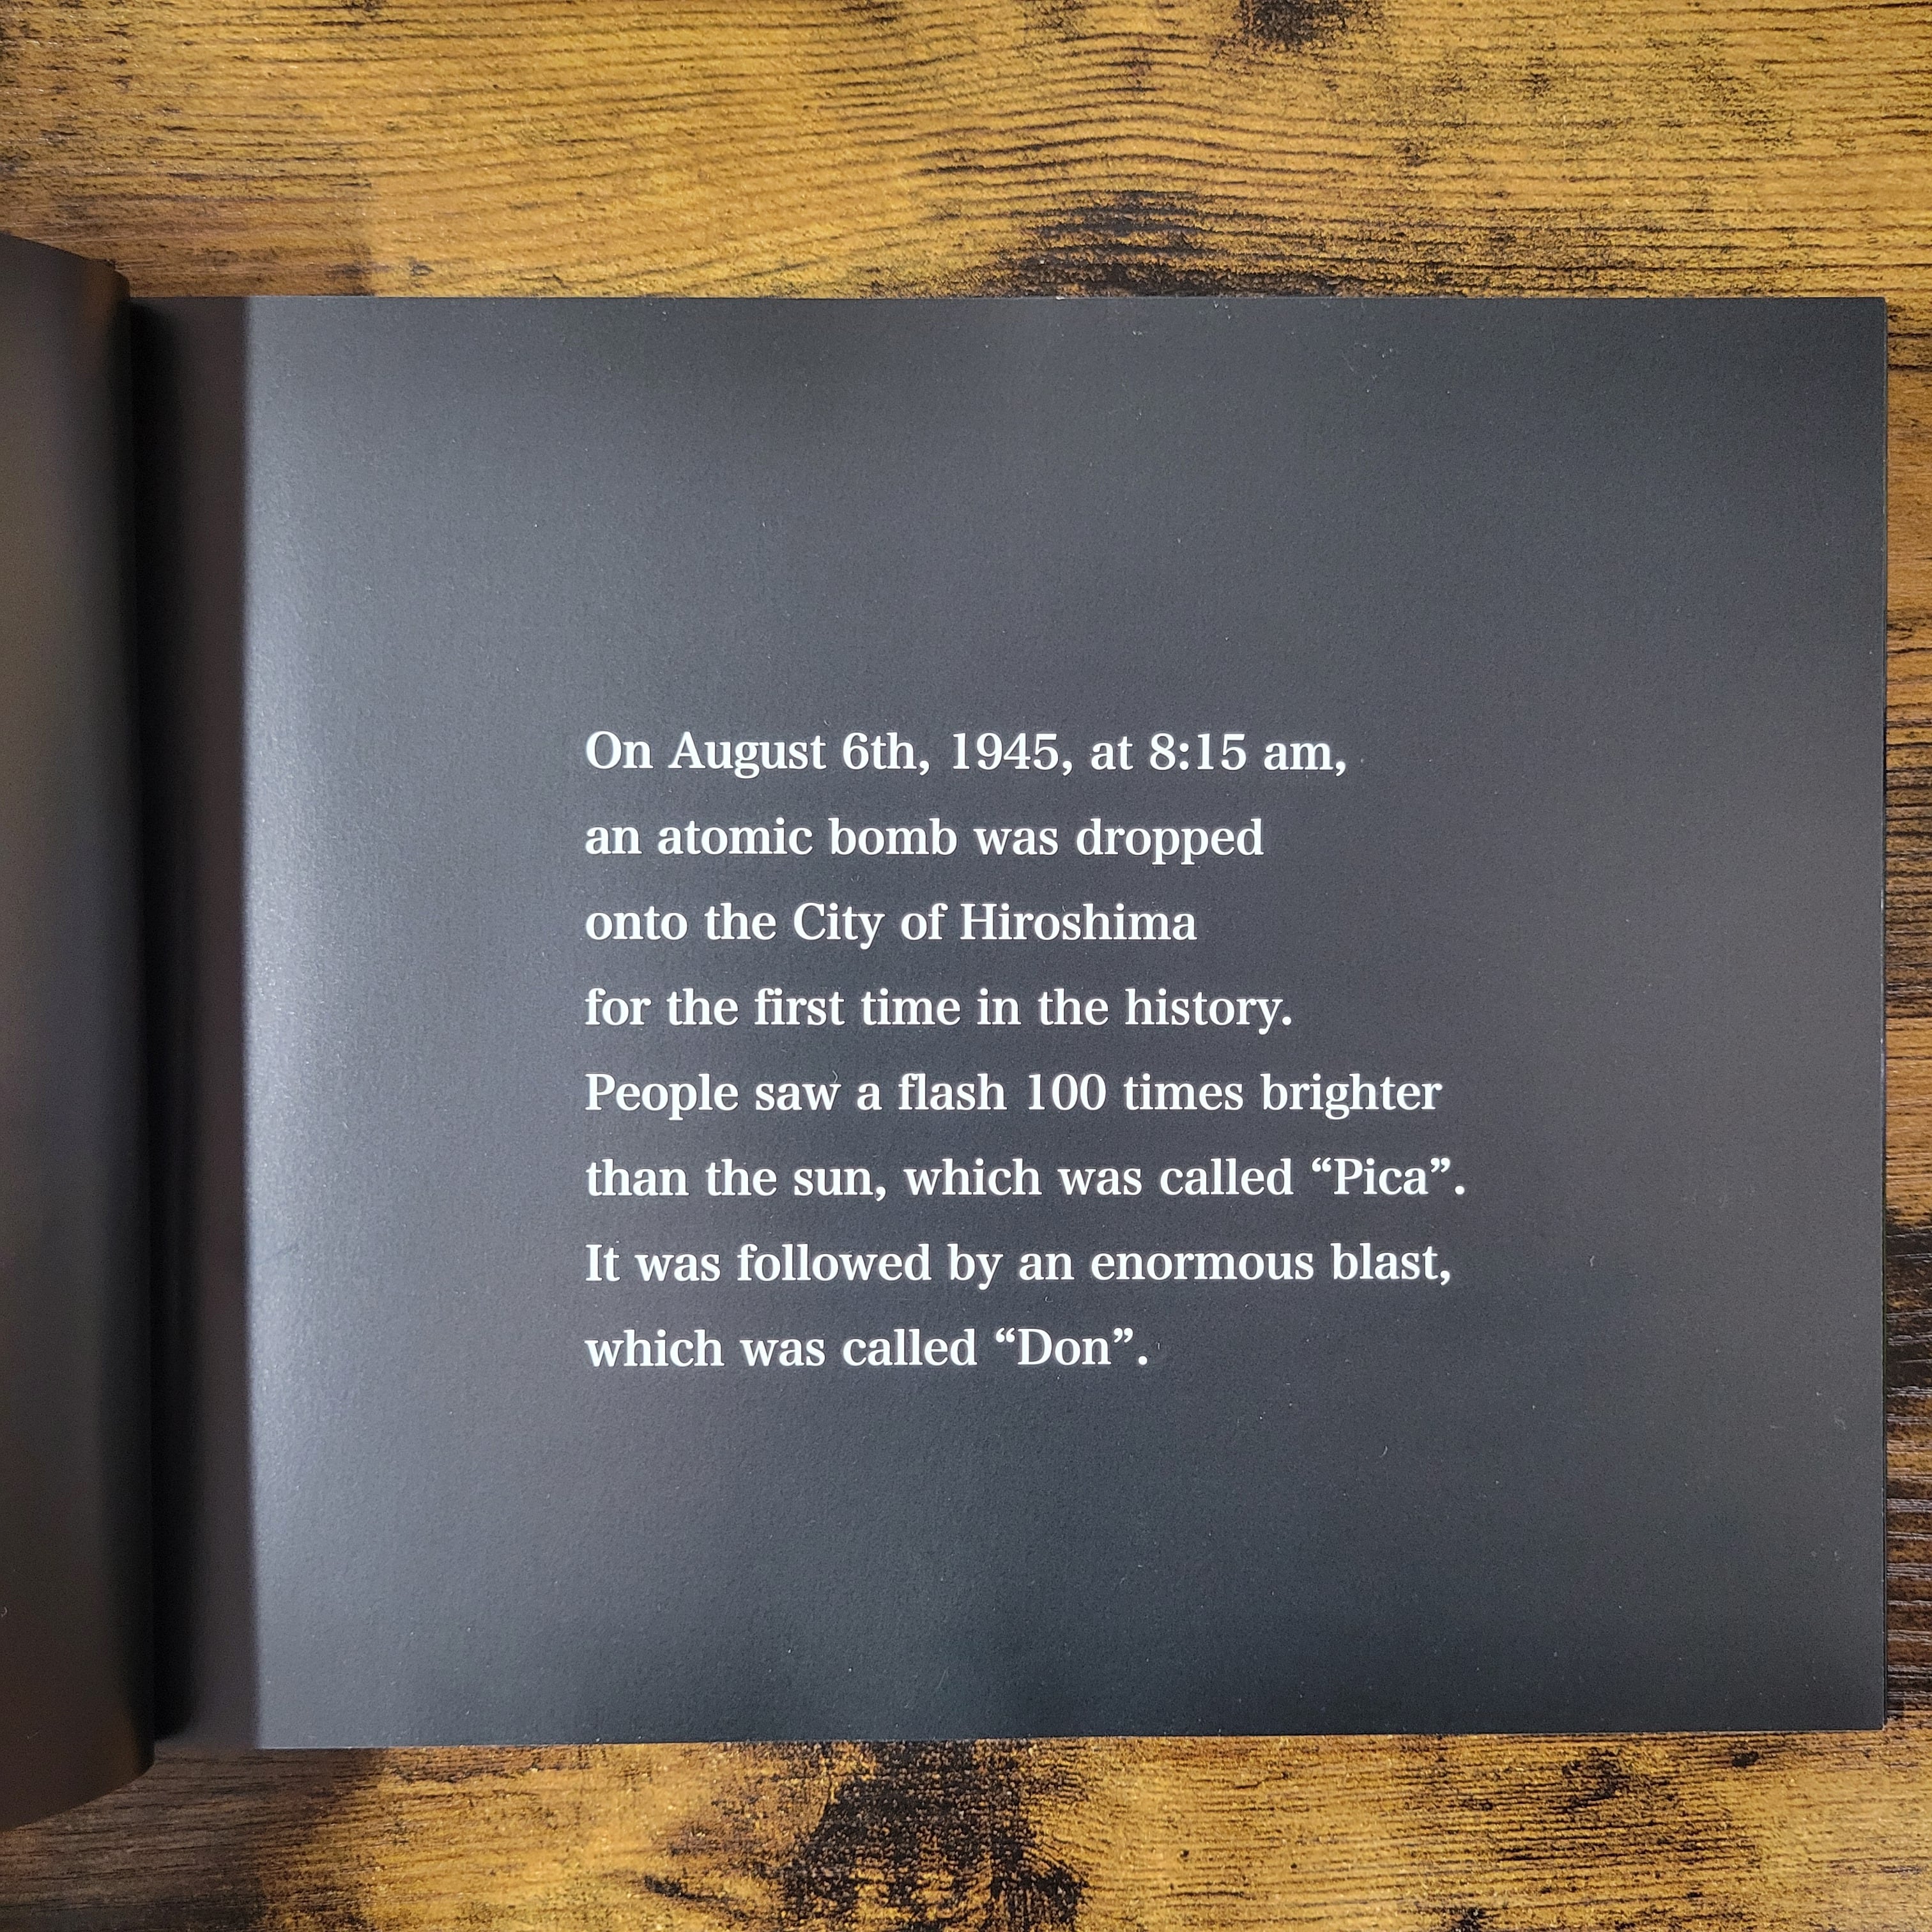 On August 6th, 1945, at 8:15 am,
an atomic bomb was dropped
onto the City of Hiroshima
for the first time in the history.
People saw a flash 100 times brighter
than the sun, which was called “Pica”.
It was followed by an enormous blast,
which was called “Don”.